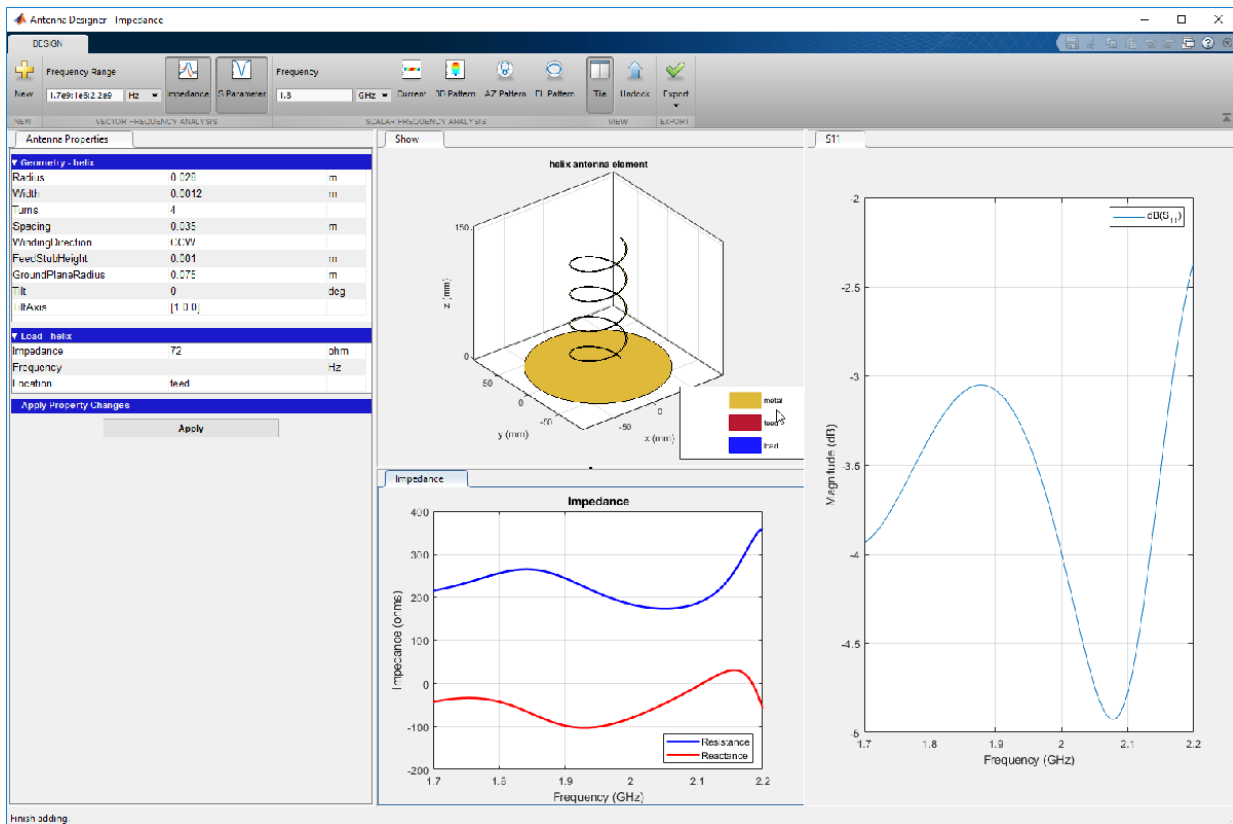 Antenna Designer - Impedance
DESIGN
New
Frequency Range
1.7e9:1e6:2.2e9
Hz
Impedance
S Parameter
Frequency
1.8
GHz
Current
3D Pattern
AZ Pattern
EL Pattern
Tile
Undock
Export
NEW
VECTOR FREQUENCY ANALYSIS
SCALAR FREQUENCY ANALYSIS
VIEW
EXPORT
Antenna Properties
Geometry - helix
Radius 0.028 m
Width 0.0012 m
Turns 4
Spacing 0.035 m
WindingDirection CCW
FeedStubHeight 0.001 m
GroundPlaneRadius 0.075 m
Tilt 0 deg
TiltAxis [1 0 0]
Load - helix
Impedance 72 ohm
Frequency Hz
Location feed
Apply Property Changes
Apply
Show
helix antenna element
150
100
50
0
z (mm)
50
0
-50
y (mm)
-50
0
x (mm)
metal
feed
load
Impedance
Impedance
400
300
200
100
0
-100
-200
Impedance (ohms)
1.7 1.8 1.9 2 2.1 2.2
Frequency (GHz)
Resistance
Reactance
S11
dB(S11)
-2
-2.5
-3
-3.5
-4
-4.5
-5
Magnitude (dB)
1.7 1.8 1.9 2 2.1 2.2
Frequency (GHz)
Finish adding.